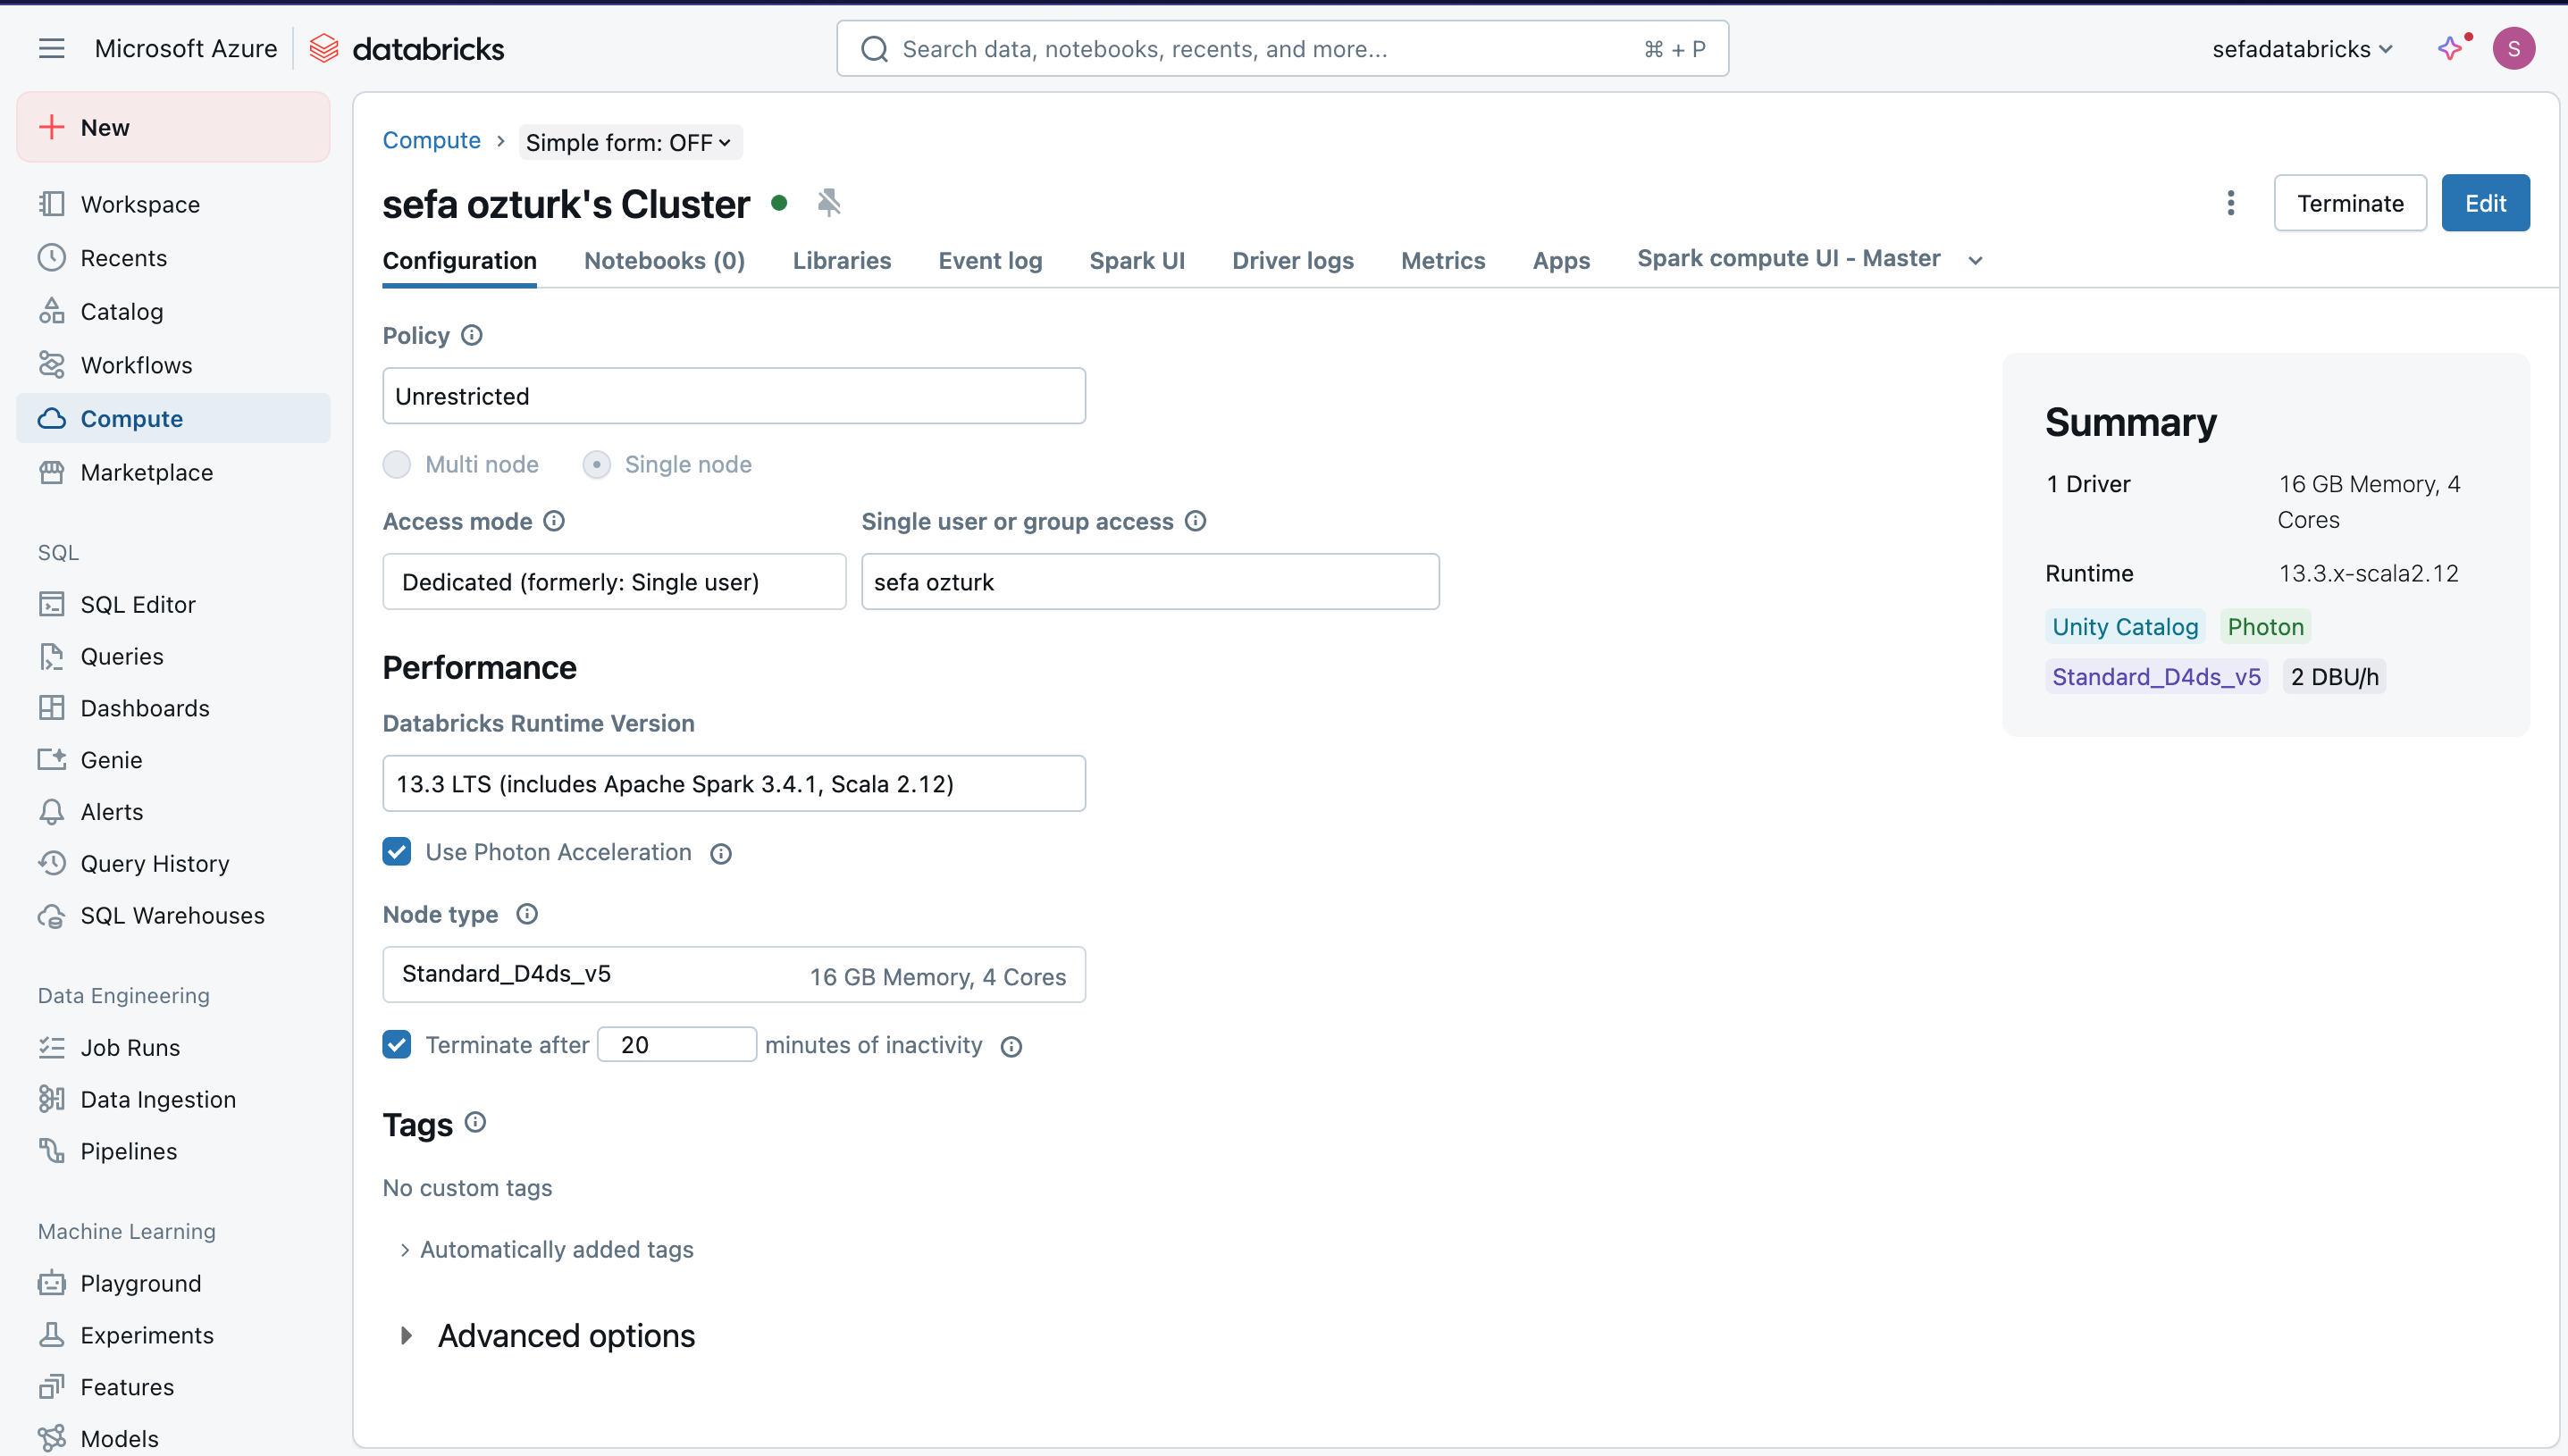 Microsoft Azure
databricks
Search data, notebooks, recents, and more...
⌘ + P
sefadatabricks
S
New
Workspace
Recents
Catalog
Workflows
Compute
Marketplace
SQL
SQL Editor
Queries
Dashboards
Genie
Alerts
Query History
SQL Warehouses
Data Engineering
Job Runs
Data Ingestion
Pipelines
Machine Learning
Playground
Experiments
Features
Models
Compute
Simple form: OFF
sefa ozturk's Cluster
Terminate
Edit
Configuration
Notebooks (0)
Libraries
Event log
Spark UI
Driver logs
Metrics
Apps
Spark compute UI - Master
Policy
Unrestricted
Multi node
Single node
Access mode
Single user or group access
Dedicated (formerly: Single user)
sefa ozturk
Performance
Databricks Runtime Version
13.3 LTS (includes Apache Spark 3.4.1, Scala 2.12)
Use Photon Acceleration
Node type
Standard_D4ds_v5
16 GB Memory, 4 Cores
Terminate after 20 minutes of inactivity
Tags
No custom tags
Automatically added tags
Advanced options
Summary
1 Driver
16 GB Memory, 4
Cores
Runtime
13.3.x-scala2.12
Unity Catalog
Photon
Standard_D4ds_v5
2 DBU/h